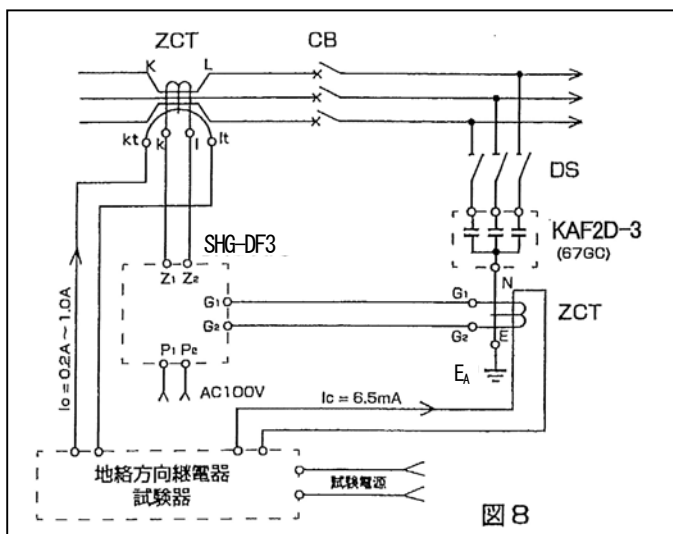 ZCT
CB
K
L
kt
k
l
lt
DS
SHG-DF3
KAF2D-3
(67GC)
Z1 Z2
N
G1
G1
ZCT
G2
G2
E
P1 P2
EA
AC100V
Io = 0.2A ~ 1.0A
Ic = 6.5mA
地絡方向継電器
試験器
試験電源
図8